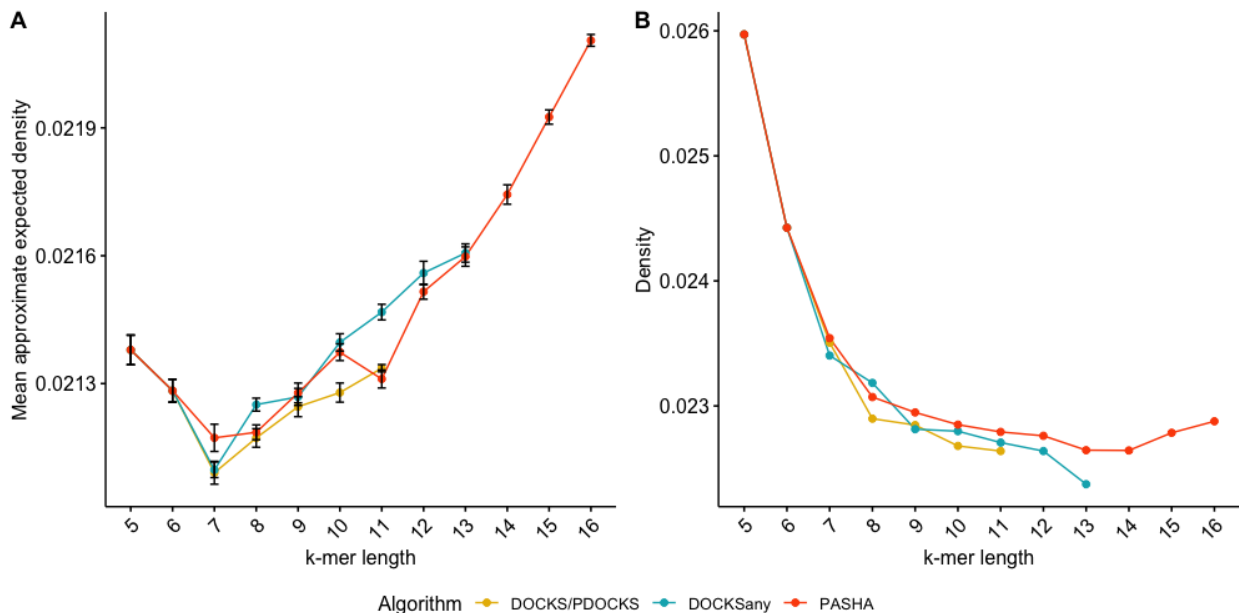 A
Mean approximate expected density
0.0219
0.0216
0.0213
5 6 7 8 9 10 11 12 13 14 15 16
k-mer length
B
Density
0.026
0.025
0.024
0.023
5 6 7 8 9 10 11 12 13 14 15 16
k-mer length
Algorithm DOCKS/PDOCKS DOCKSany PASHA